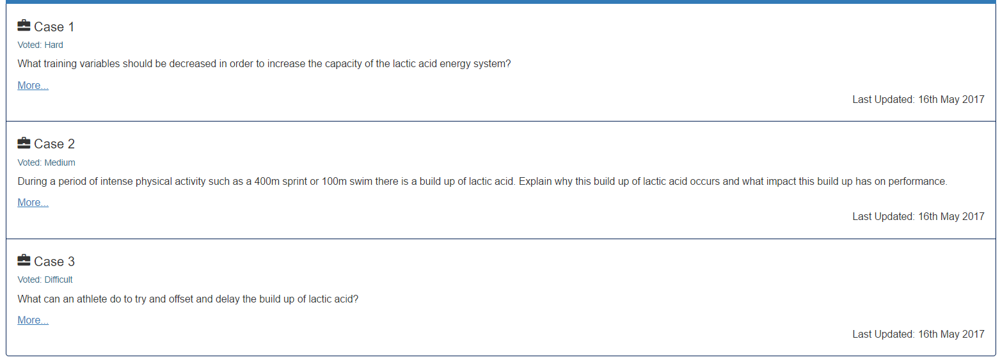 Case 1
Voted: Hard
What training variables should be decreased in order to increase the capacity of the lactic acid energy system?
More...
Last Updated: 16th May 2017
Case 2
Voted: Medium
During a period of intense physical activity such as a 400m sprint or 100m swim there is a build up of lactic acid. Explain why this build up of lactic acid occurs and what impact this build up has on performance.
More...
Last Updated: 16th May 2017
Case 3
Voted: Difficult
What can an athlete do to try and offset and delay the build up of lactic acid?
More...
Last Updated: 16th May 2017